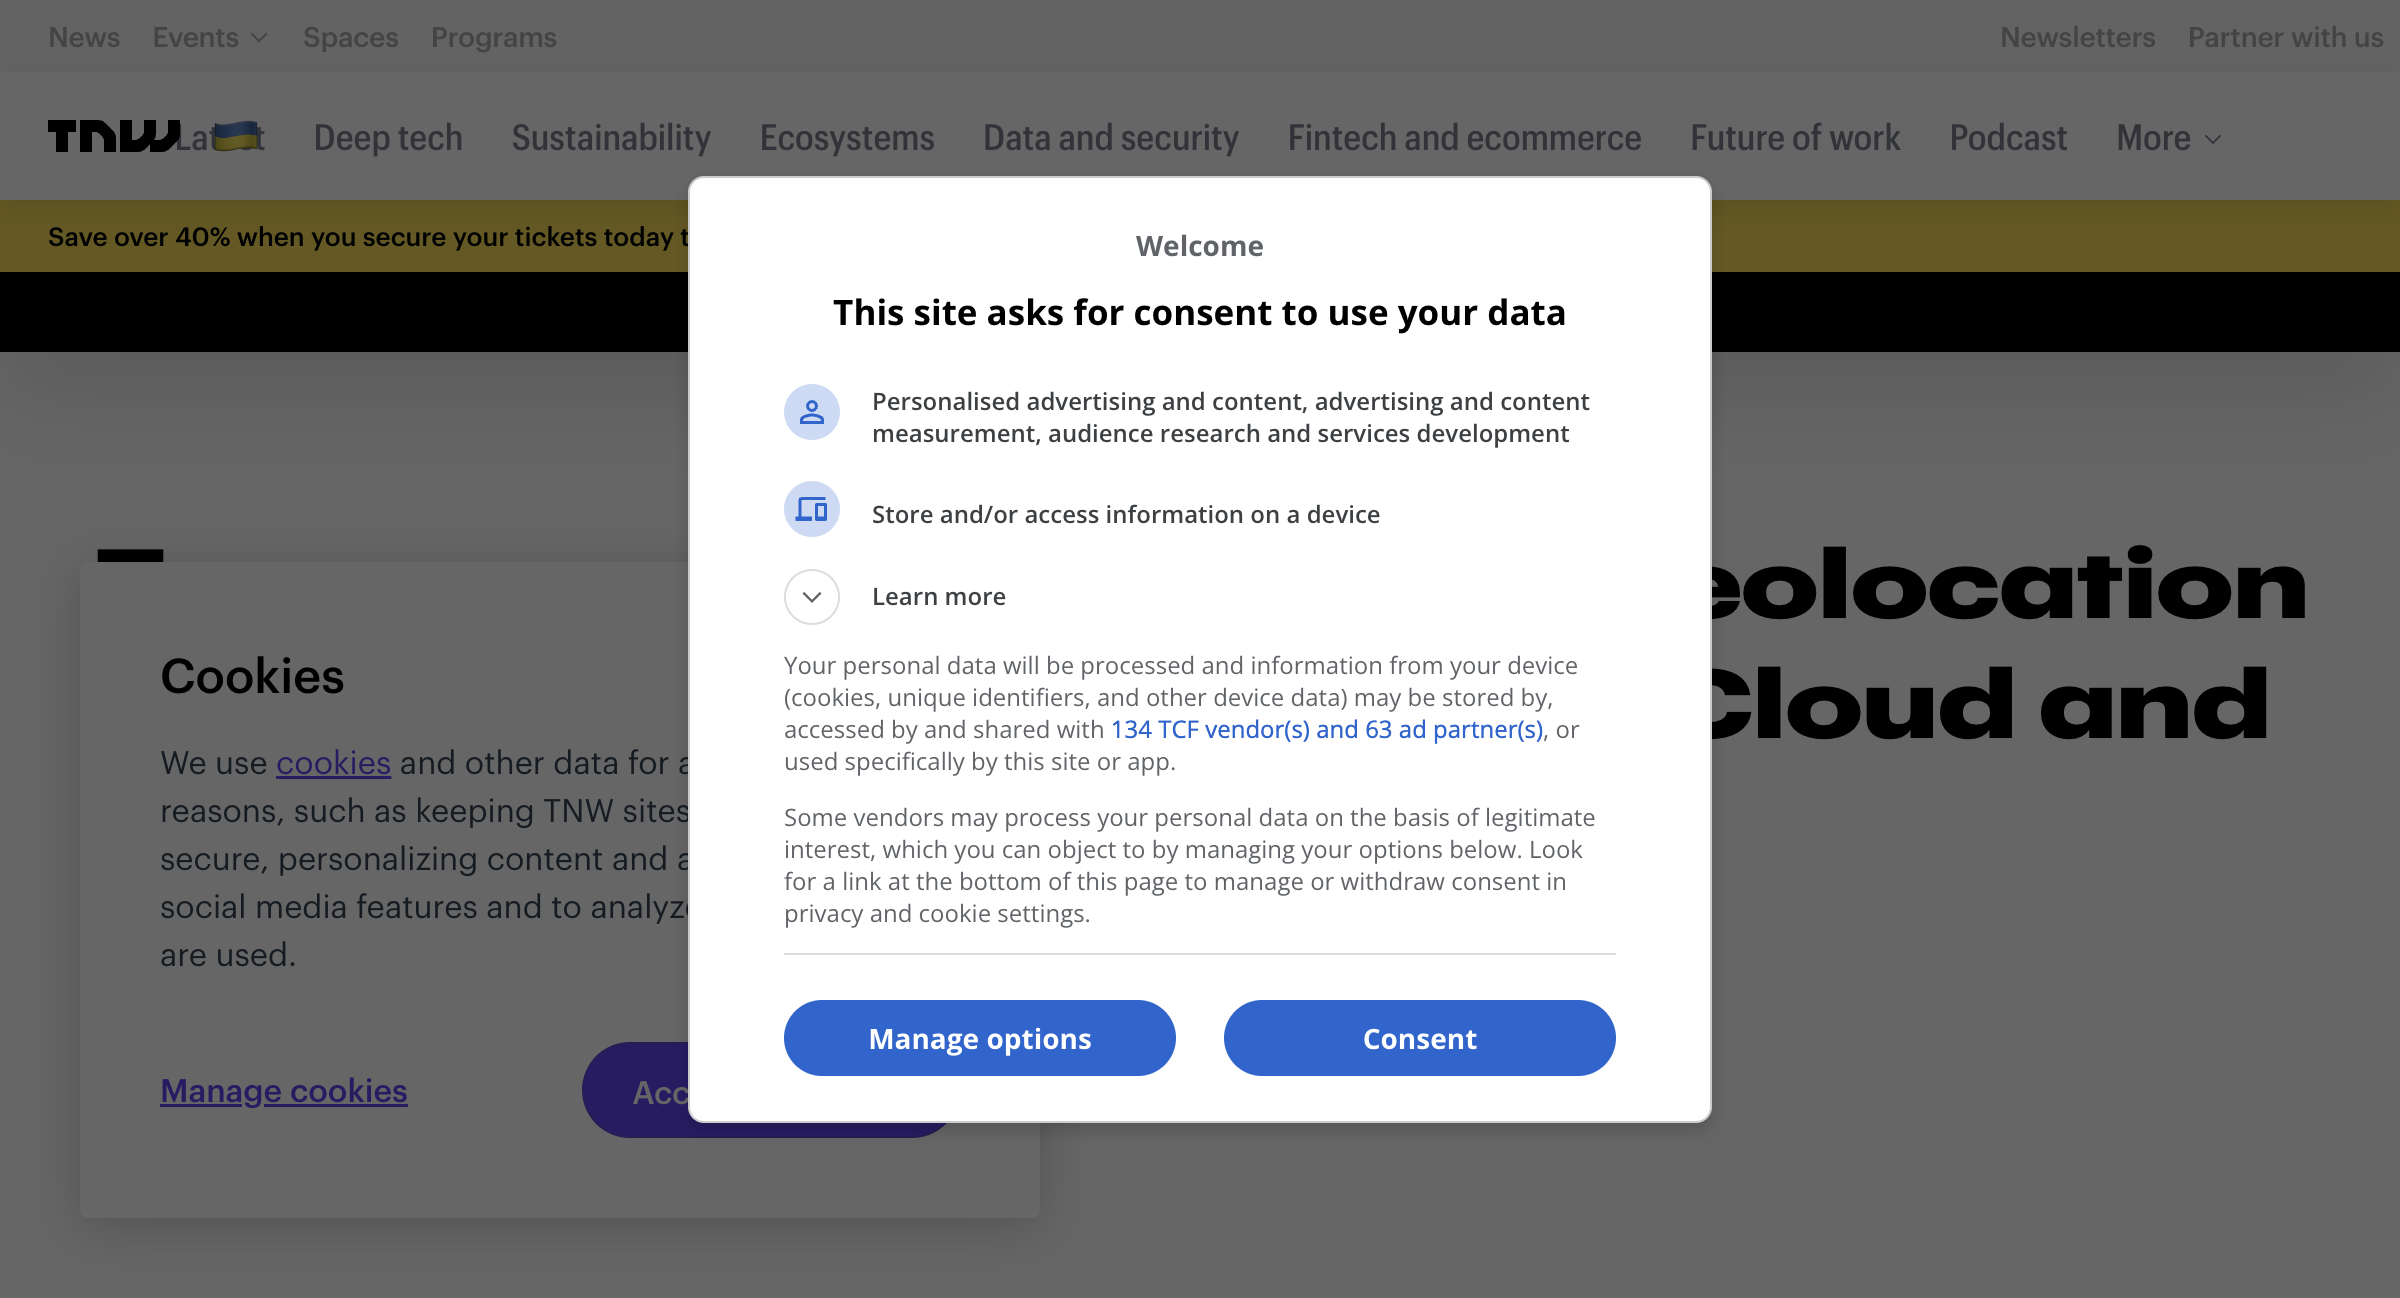 News Events Spaces Programs Newsletters Partner with us
TNW Deep tech Sustainability Ecosystems Data and security Fintech and ecommerce Future of work Podcast More
Save over 40% when you secure your tickets today
Welcome
This site asks for consent to use your data
Personalised advertising and content, advertising and content
measurement, audience research and services development
Store and/or access information on a device
Learn more
Your personal data will be processed and information from your device
(cookies, unique identifiers, and other device data) may be stored by,
accessed by and shared with 134 TCF vendor(s) and 63 ad partner(s), or
used specifically by this site or app.
Some vendors may process your personal data on the basis of legitimate
interest, which you can object to by managing your options below. Look
for a link at the bottom of this page to manage or withdraw consent in
privacy and cookie settings.
Manage options Consent
Cookies
We use cookies and other data for
reasons, such as keeping TNW sites
secure, personalizing content and
social media features and to
are used.
Manage cookies
Cloud and